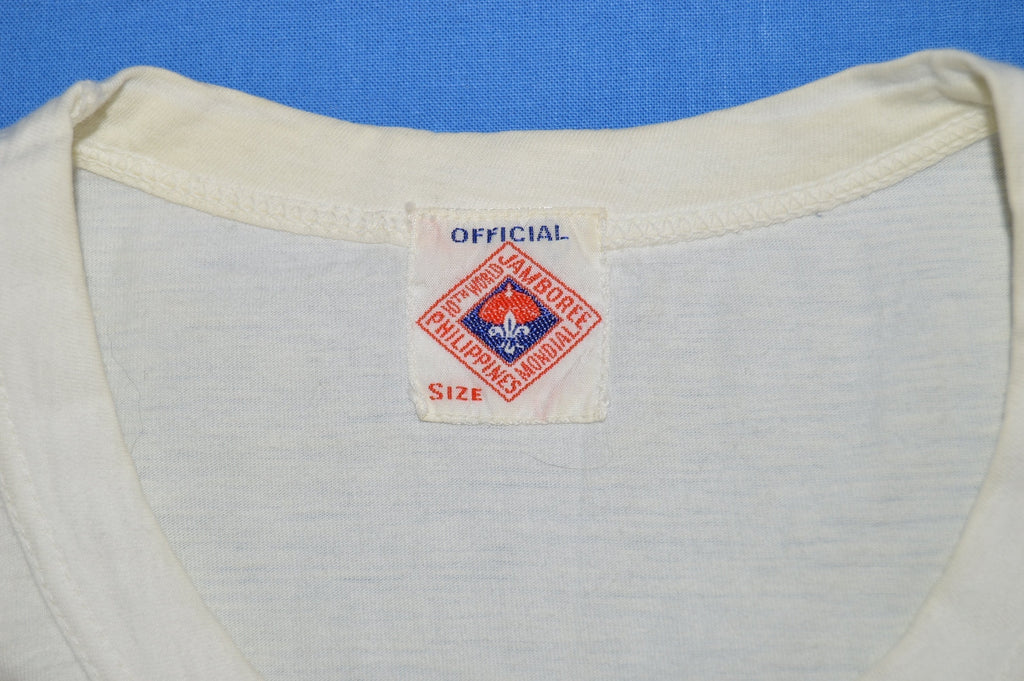 OFFICIAL
10TH WORLD
JAMBOREE
MONDIAL
PHILIPPINES
SIZE